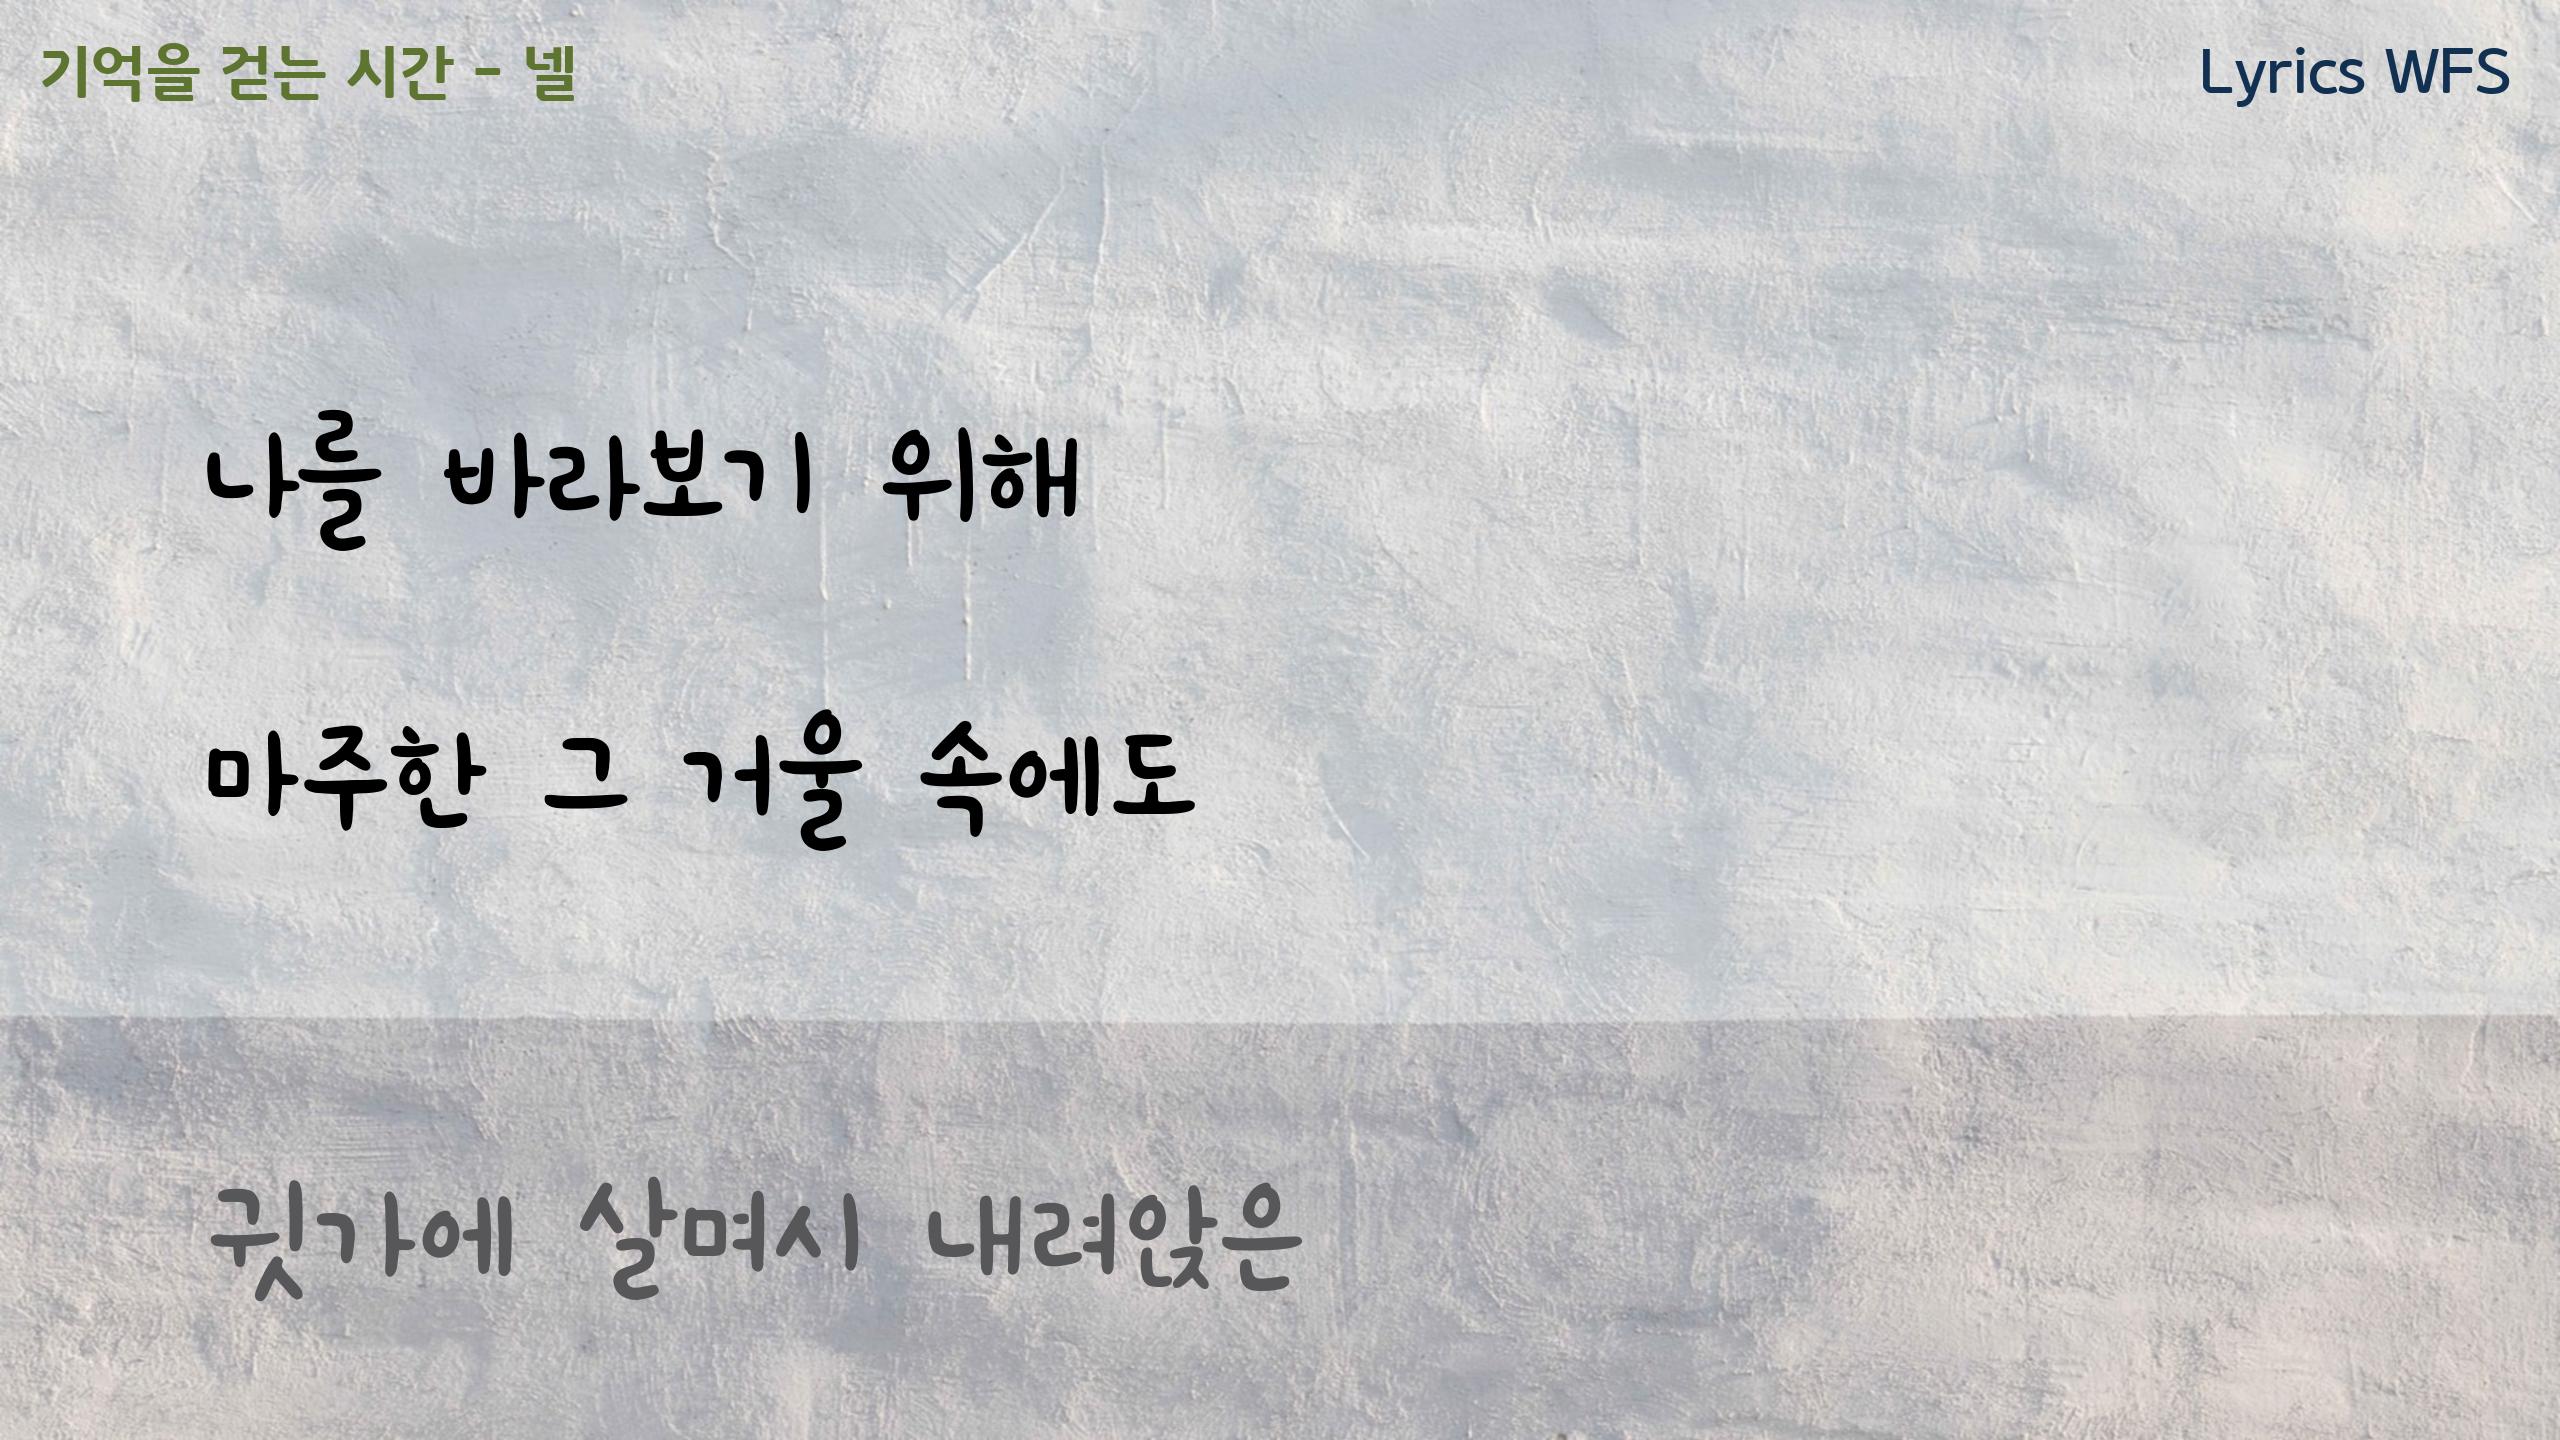 기억을 걷는 시간 - 넬
Lyrics WFS
나를 바라보기 위해
마주한 그 거울 속에도
귓가에 살며시 내려앉은